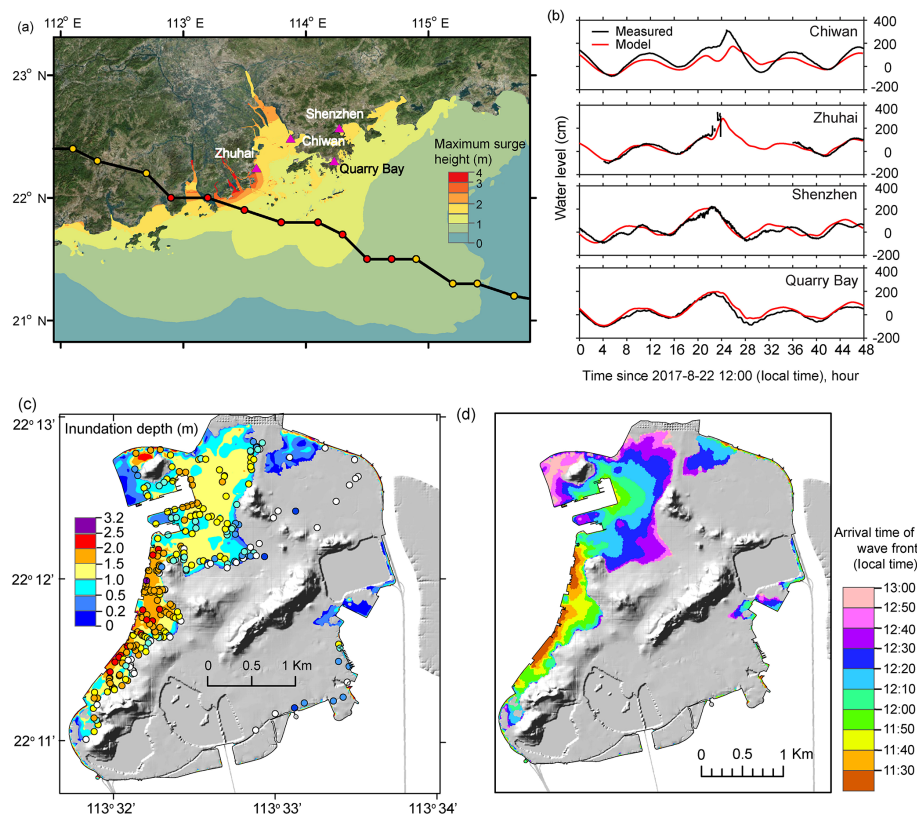 (a)
112° E
113° E
114° E
115° E
23° N
22° N
21° N
Shenzhen
Chiwan
Zhuhai
Quarry Bay
Maximum surge
height (m)
4
3
2
1
0
(b)
Measured
Model
Chiwan
Zhuhai
Shenzhen
Quarry Bay
Water level (cm)
400
200
0
-200
400
200
0
-200
400
200
0
-200
400
200
0
-200
0 4 8 12 16 20 24 28 32 36 40 44 48
Time since 2017-8-22 12:00 (local time), hour
(c)
22° 13'
22° 12'
22° 11'
Inundation depth (m)
3.2
2.5
2.0
1.5
1.0
0.5
0.2
0
0 0.5 1 Km
113° 32'
113° 33'
113° 34'
(d)
0 0.5 1 Km
Arrival time of
wave front
(local time)
13:00
12:50
12:40
12:30
12:20
12:10
12:00
11:50
11:40
11:30